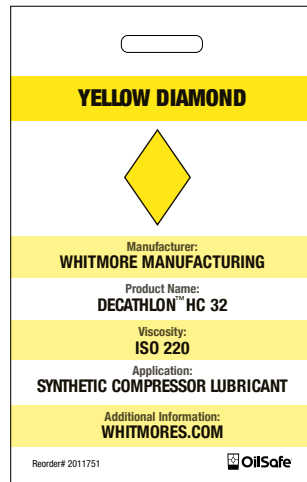 YELLOW DIAMOND
Manufacturer:
WHITMORE MANUFACTURING
Product Name:
DECATHLON™ HC 32
Viscosity:
ISO 220
Application:
SYNTHETIC COMPRESSOR LUBRICANT
Additional Information:
WHITMORES.COM
Reorder# 2011751
OilSafe